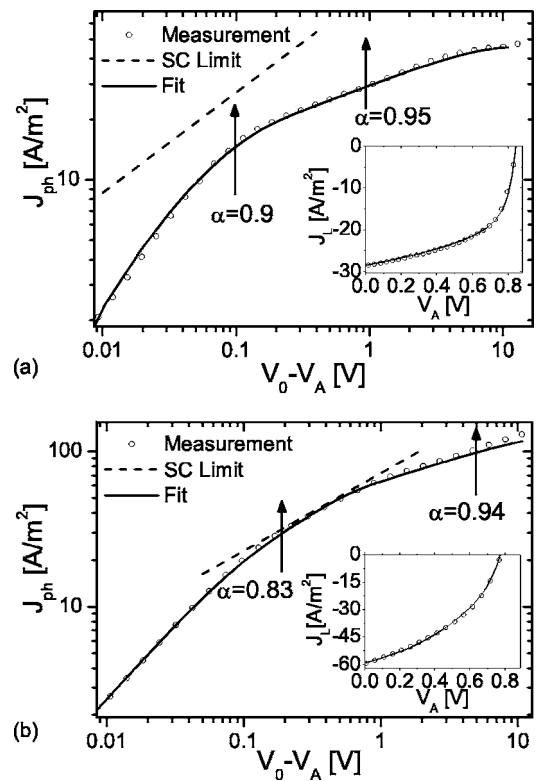 Measurement
SC Limit
Fit
α=0.95
α=0.9
10
J_ph [A/m²]
0
-10
-20
-30
J_L [A/m²]
0.0 0.2 0.4 0.6 0.8
V_A [V]
0.01 0.1 1 10
V₀-V_A [V]
(a)
Measurement
SC Limit
Fit
100
α=0.94
α=0.83
10
J_ph [A/m²]
0
-15
-30
-45
-60
J_L[A/m²]
0.0 0.2 0.4 0.6 0.8
V_A [V]
0.01 0.1 1 10
V₀-V_A [V]
(b)